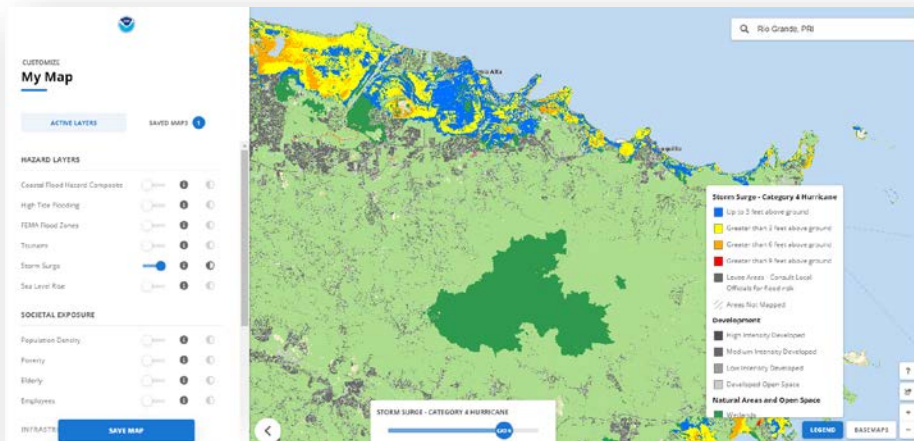 CUSTOMIZE
My Map
ACTIVE LAYERS
SAVED MAPS 1
HAZARD LAYERS
Coastal Flood Hazard Composite
High Tide Flooding
FEMA Flood Zones
Tsunami
Storm Surge
Sea Level Rise
SOCIETAL EXPOSURE
Population Density
Poverty
Elderly
Employees
INFRASTR
SAVE MAP
Rio Grande, PRI
Storm Surge - Category 4 Hurricane
Up to 3 feet above ground
Greater than 3 feet above ground
Greater than 6 feet above ground
Greater than 9 feet above ground
Levee Areas - Consult Local
Officials for flood risk
Areas Not Mapped
Development
High Intensity Developed
Medium Intensity Developed
Low Intensity Developed
Developed Open Space
Natural Areas and Open Space
Wetlands
STORM SURGE - CATEGORY 4 HURRICANE
CAT 4
LEGEND
BASEMAPS